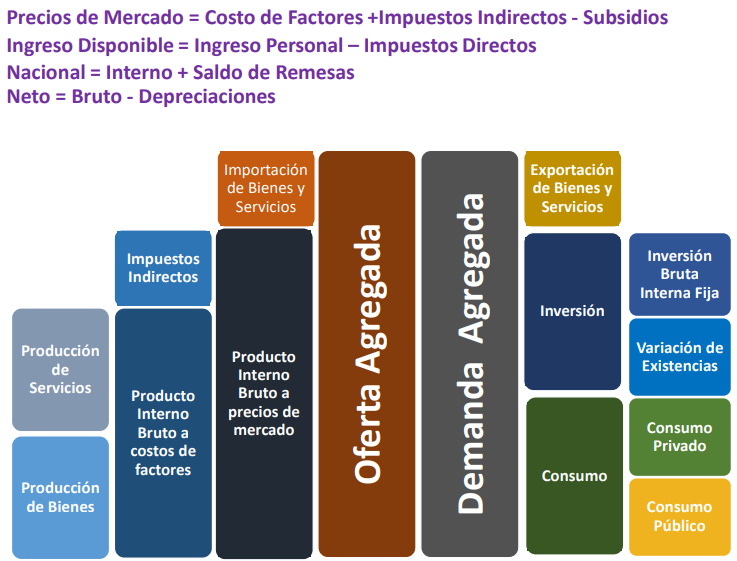 Precios de Mercado = Costo de Factores +Impuestos Indirectos - Subsidios
Ingreso Disponible = Ingreso Personal – Impuestos Directos
Nacional = Interno + Saldo de Remesas
Neto = Bruto - Depreciaciones
Producción
de
Servicios
Producción
de Bienes
Impuestos
Indirectos
Producto
Interno
Bruto a
costos de
factores
Importación
de Bienes y
Servicios
Producto
Interno
Bruto a
precios de
mercado
Oferta Agregada
Demanda Agregada
Exportación
de Bienes y
Servicios
Inversión
Consumo
Inversión
Bruta
Interna Fija
Variación de
Existencias
Consumo
Privado
Consumo
Público